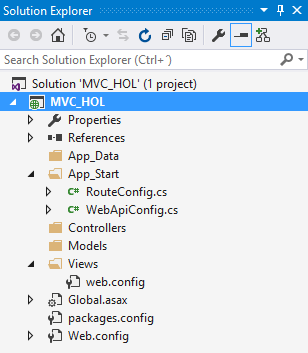 Solution Explorer
Search Solution Explorer (Ctrl+´)
Solution 'MVC_HOL' (1 project)
MVC_HOL
Properties
References
App_Data
App_Start
RouteConfig.cs
WebApiConfig.cs
Controllers
Models
Views
web.config
Global.asax
packages.config
Web.config